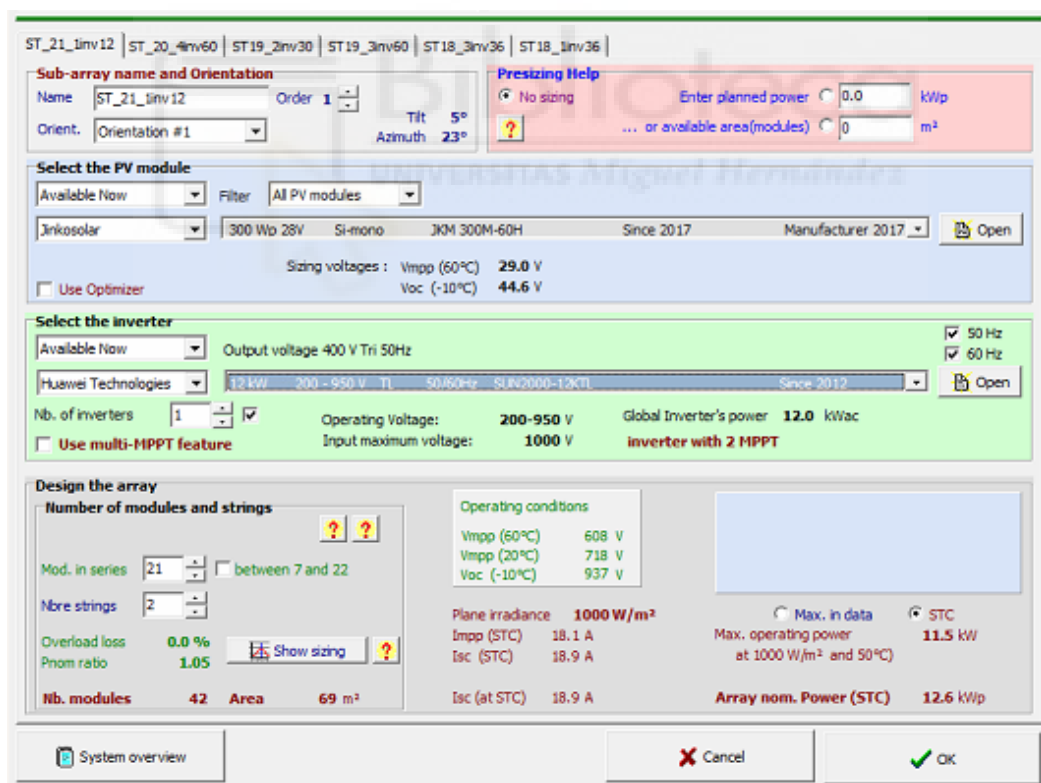 ST_21_1inv12 ST_20_4inv60 ST19_2inv30 ST19_3inv60 ST18_3inv36 ST18_1inv36
Biblioteca
UNIVERSITAS Miguel Hernández
Sub-array name and Orientation
Name ST_21_1inv12 Order 1
Orient. Orientation #1
Tilt 5°
Azimuth 23°
Presizing Help
No sizing Enter planned power 0.0 kWp
? ... or available area(modules) 0 m²
Select the PV module
Available Now Filter All PV modules
Jinkosolar 300 Wp 28V Si-mono JKM 300M-60H Since 2017 Manufacturer 2017 Open
Sizing voltages : Vmpp (60°C) 29.0 V
Use Optimizer Voc (-10°C) 44.6 V
Select the inverter
50 Hz
Available Now Output voltage 400 V Tri 50Hz
60 Hz
Huawei Technologies 12 kW 200 - 950 V TL 50/60Hz SUN2000-12KTL Since 2012 Open
Nb. of inverters 1 Operating Voltage: 200-950 V Global Inverter's power 12.0 kWac
Use multi-MPPT feature Input maximum voltage: 1000 V inverter with 2 MPPT
Design the array
Number of modules and strings
? ?
Mod. in series 21 between 7 and 22
Nbre strings 2
Overload loss 0.0 %
Pnom ratio 1.05 Show sizing ?
Nb. modules 42 Area 69 m²
Operating conditions
Vmpp (60°C) 608 V
Vmpp (20°C) 718 V
Voc (-10°C) 937 V
Plane irradiance 1000 W/m²
Impp (STC) 18.1 A
Isc (STC) 18.9 A
Isc (at STC) 18.9 A
Max. in data STC
Max. operating power 11.5 kW
at 1000 W/m² and 50°C)
Array nom. Power (STC) 12.6 kWp
System overview Cancel OK